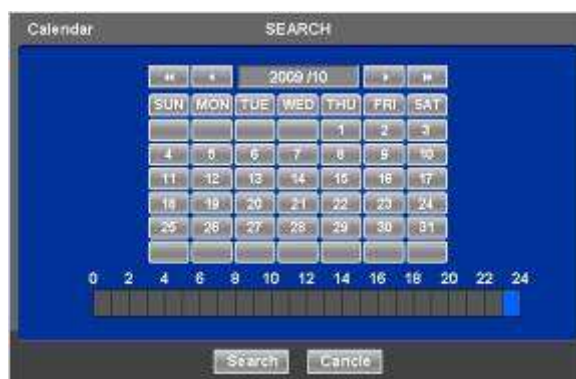 Calendar SEARCH
2009 /10
SUN MON TUE WED THU FRI SAT
1 2 3
4 5 6 7 8 9 10
11 12 13 14 15 16 17
18 19 20 21 22 23 24
25 26 27 28 29 30 31
0 2 4 6 8 10 12 14 16 18 20 22 24
Search Cancle